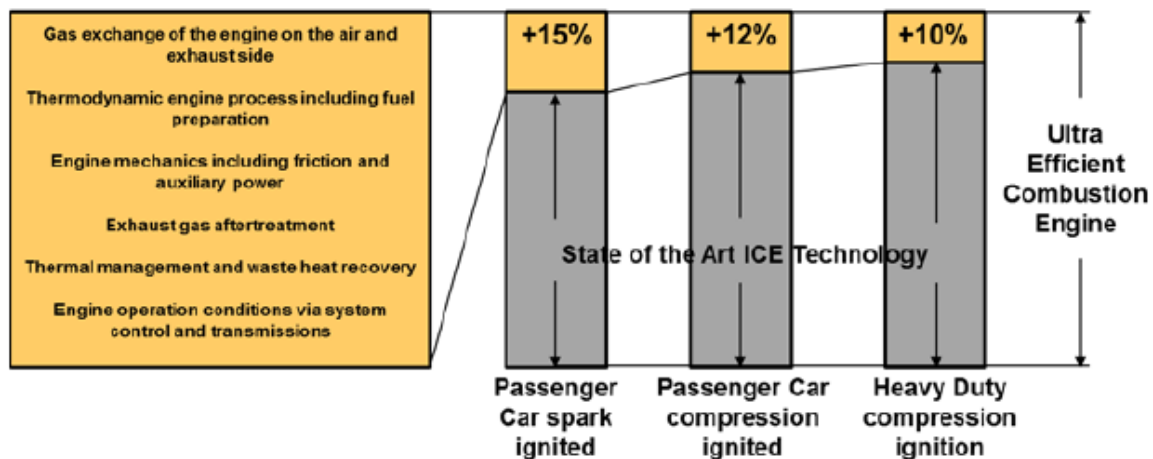 Gas exchange of the engine on the air and
exhaust side
Thermodynamic engine process including fuel
preparation
Engine mechanics including friction and
auxiliary power
Exhaust gas aftertreatment
Thermal management and waste heat recovery
Engine operation conditions via system
control and transmissions
+15%
+12%
+10%
State of the Art ICE Technology
Ultra
Efficient
Combustion
Engine
Passenger
Car spark
ignited
Passenger Car
compression
ignited
Heavy Duty
compression
ignition